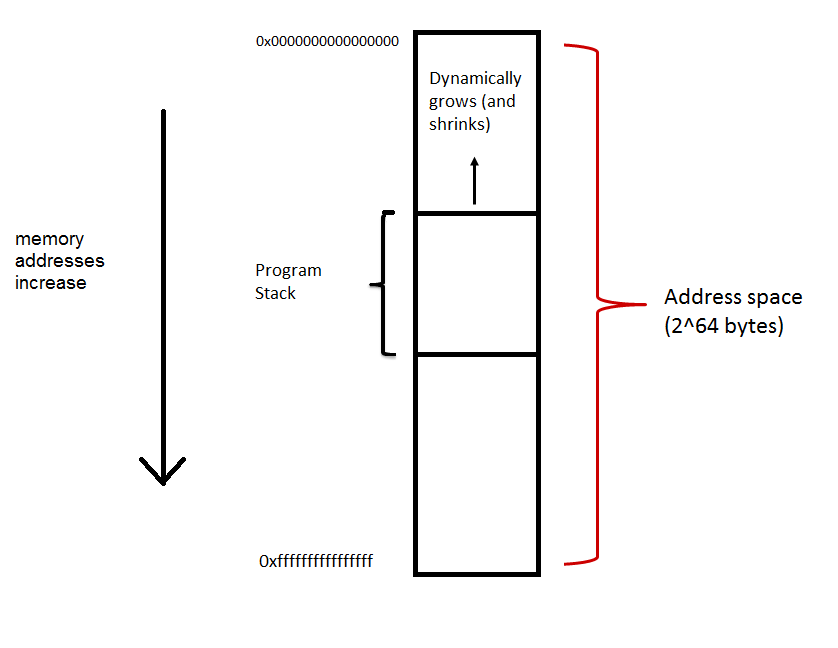 0x0000000000000000
Dynamically
grows (and
shrinks)
memory
addresses
increase
Program
Stack
Address space
(2^64 bytes)
0xffffffffffffffff